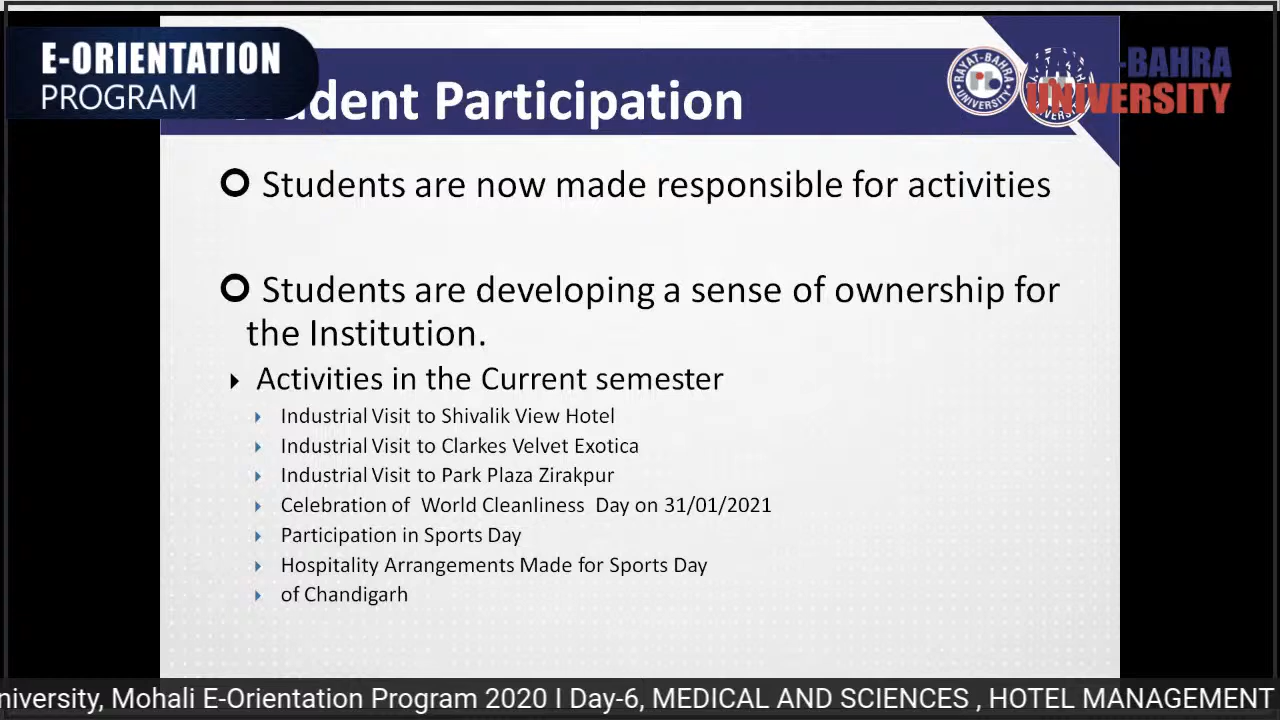 E-ORIENTATION
PROGRAM
udent Participation
RAYAT-BAHRA
UNIVERSITY
-BAHRA
UNIVERSITY
Students are now made responsible for activities
Students are developing a sense of ownership for
the Institution.
Activities in the Current semester
Industrial Visit to Shivalik View Hotel
Industrial Visit to Clarkes Velvet Exotica
Industrial Visit to Park Plaza Zirakpur
Celebration of World Cleanliness Day on 31/01/2021
Participation in Sports Day
Hospitality Arrangements Made for Sports Day
of Chandigarh
niversity, Mohali E-Orientation Program 2020 I Day-6, MEDICAL AND SCIENCES , HOTEL MANAGEMENT